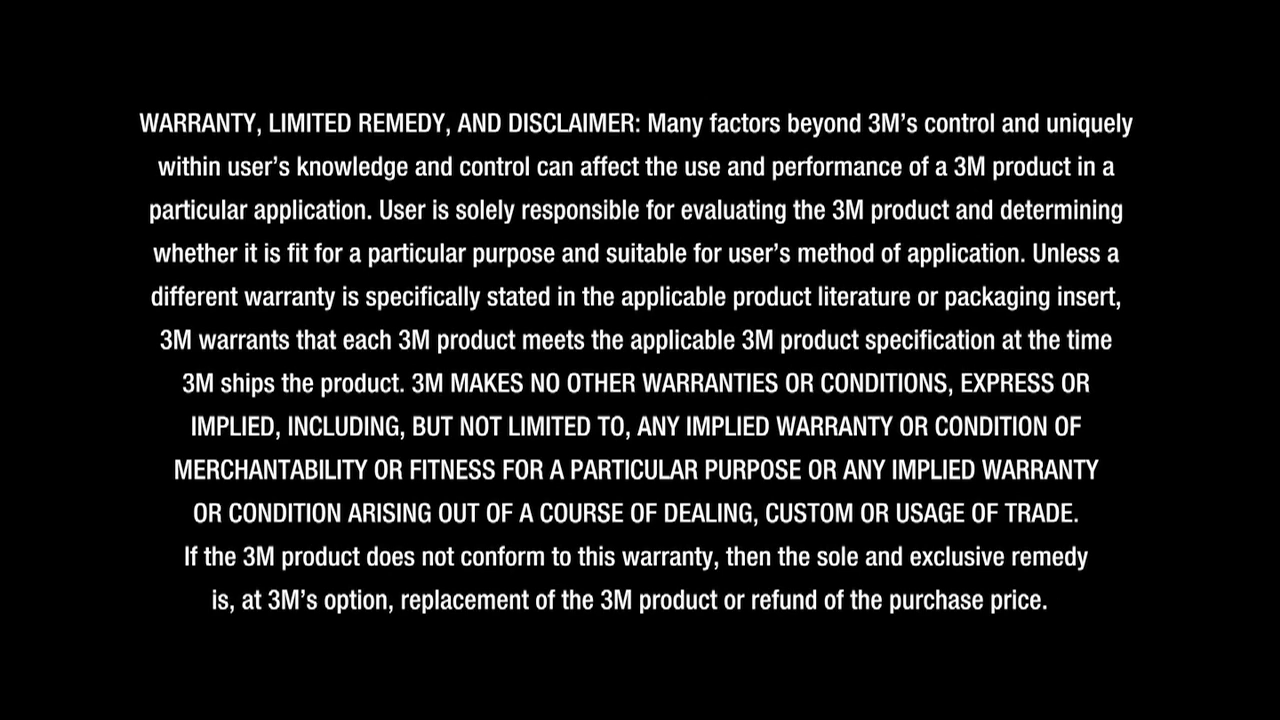 WARRANTY, LIMITED REMEDY, AND DISCLAIMER: Many factors beyond 3M’s control and uniquely
within user’s knowledge and control can affect the use and performance of a 3M product in a
particular application. User is solely responsible for evaluating the 3M product and determining
whether it is fit for a particular purpose and suitable for user’s method of application. Unless a
different warranty is specifically stated in the applicable product literature or packaging insert,
3M warrants that each 3M product meets the applicable 3M product specification at the time
3M ships the product. 3M MAKES NO OTHER WARRANTIES OR CONDITIONS, EXPRESS OR
IMPLIED, INCLUDING, BUT NOT LIMITED TO, ANY IMPLIED WARRANTY OR CONDITION OF
MERCHANTABILITY OR FITNESS FOR A PARTICULAR PURPOSE OR ANY IMPLIED WARRANTY
OR CONDITION ARISING OUT OF A COURSE OF DEALING, CUSTOM OR USAGE OF TRADE.
If the 3M product does not conform to this warranty, then the sole and exclusive remedy
is, at 3M’s option, replacement of the 3M product or refund of the purchase price.